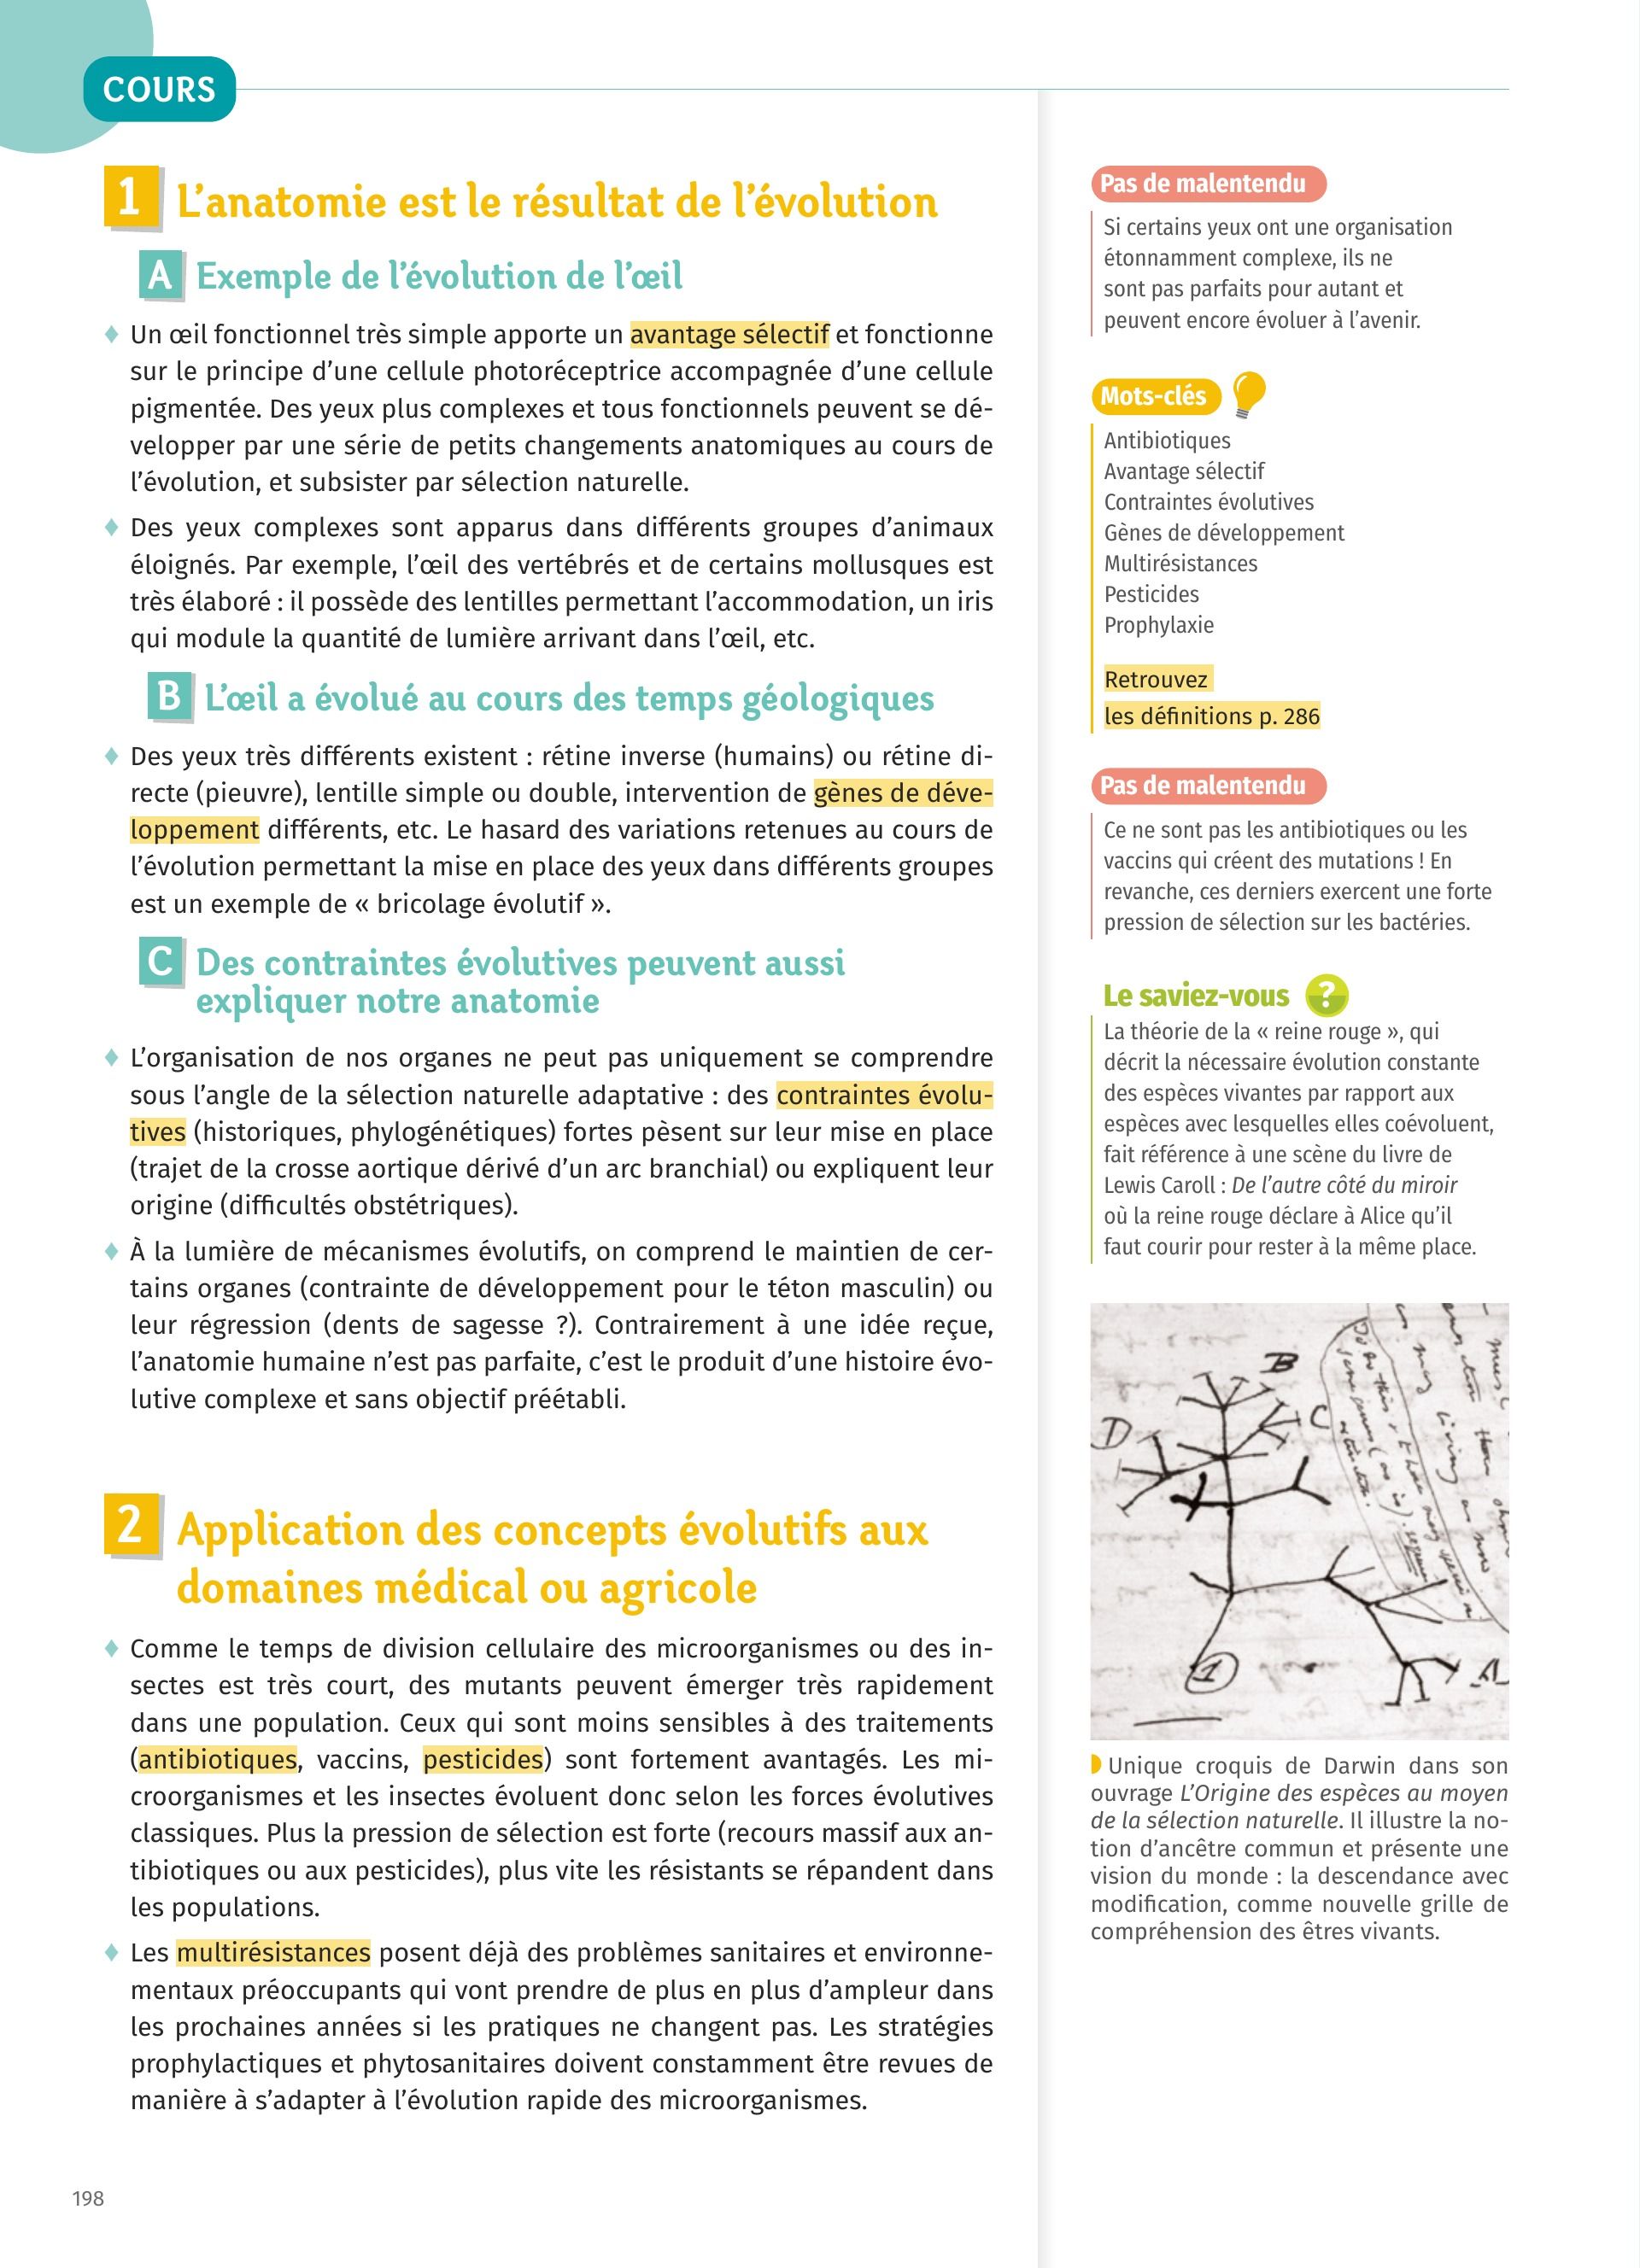 COURS
1 L’anatomie est le résultat de l’évolution
A Exemple de l’évolution de l’œil
♦ Un œil fonctionnel très simple apporte un avantage sélectif et fonctionne
sur le principe d’une cellule photoréceptrice accompagnée d’une cellule
pigmentée. Des yeux plus complexes et tous fonctionnels peuvent se dé-
velopper par une série de petits changements anatomiques au cours de
l’évolution, et subsister par sélection naturelle.
♦ Des yeux complexes sont apparus dans différents groupes d’animaux
éloignés. Par exemple, l’œil des vertébrés et de certains mollusques est
très élaboré : il possède des lentilles permettant l’accommodation, un iris
qui module la quantité de lumière arrivant dans l’œil, etc.
B L’œil a évolué au cours des temps géologiques
♦ Des yeux très différents existent : rétine inverse (humains) ou rétine di-
recte (pieuvre), lentille simple ou double, intervention de gènes de déve-
loppement différents, etc. Le hasard des variations retenues au cours de
l’évolution permettant la mise en place des yeux dans différents groupes
est un exemple de « bricolage évolutif ».
C Des contraintes évolutives peuvent aussi
expliquer notre anatomie
♦ L’organisation de nos organes ne peut pas uniquement se comprendre
sous l’angle de la sélection naturelle adaptative : des contraintes évolu-
tives (historiques, phylogénétiques) fortes pèsent sur leur mise en place
(trajet de la crosse aortique dérivé d’un arc branchial) ou expliquent leur
origine (difficultés obstétriques).
♦ À la lumière de mécanismes évolutifs, on comprend le maintien de cer-
tains organes (contrainte de développement pour le téton masculin) ou
leur régression (dents de sagesse ?). Contrairement à une idée reçue,
l’anatomie humaine n’est pas parfaite, c’est le produit d’une histoire évo-
lutive complexe et sans objectif préétabli.
2 Application des concepts évolutifs aux
domaines médical ou agricole
♦ Comme le temps de division cellulaire des microorganismes ou des in-
sectes est très court, des mutants peuvent émerger très rapidement
dans une population. Ceux qui sont moins sensibles à des traitements
(antibiotiques, vaccins, pesticides) sont fortement avantagés. Les mi-
croorganismes et les insectes évoluent donc selon les forces évolutives
classiques. Plus la pression de sélection est forte (recours massif aux an-
tibiotiques ou aux pesticides), plus vite les résistants se répandent dans
les populations.
♦ Les multirésistances posent déjà des problèmes sanitaires et environne-
mentaux préoccupants qui vont prendre de plus en plus d’ampleur dans
les prochaines années si les pratiques ne changent pas. Les stratégies
prophylactiques et phytosanitaires doivent constamment être revues de
manière à s’adapter à l’évolution rapide des microorganismes.
198
Pas de malentendu
Si certains yeux ont une organisation
étonnamment complexe, ils ne
sont pas parfaits pour autant et
peuvent encore évoluer à l’avenir.
Mots-clés
Antibiotiques
Avantage sélectif
Contraintes évolutives
Gènes de développement
Multirésistances
Pesticides
Prophylaxie
Retrouvez
les définitions p. 286
Pas de malentendu
Ce ne sont pas les antibiotiques ou les
vaccins qui créent des mutations ! En
revanche, ces derniers exercent une forte
pression de sélection sur les bactéries.
Le saviez-vous ?
La théorie de la « reine rouge », qui
décrit la nécessaire évolution constante
des espèces vivantes par rapport aux
espèces avec lesquelles elles coévoluent,
fait référence à une scène du livre de
Lewis Caroll : De l’autre côté du miroir
où la reine rouge déclare à Alice qu’il
faut courir pour rester à la même place.
B
C
D
A
1
Unique croquis de Darwin dans son
ouvrage L’Origine des espèces au moyen
de la sélection naturelle. Il illustre la no-
tion d’ancêtre commun et présente une
vision du monde : la descendance avec
modification, comme nouvelle grille de
compréhension des êtres vivants.